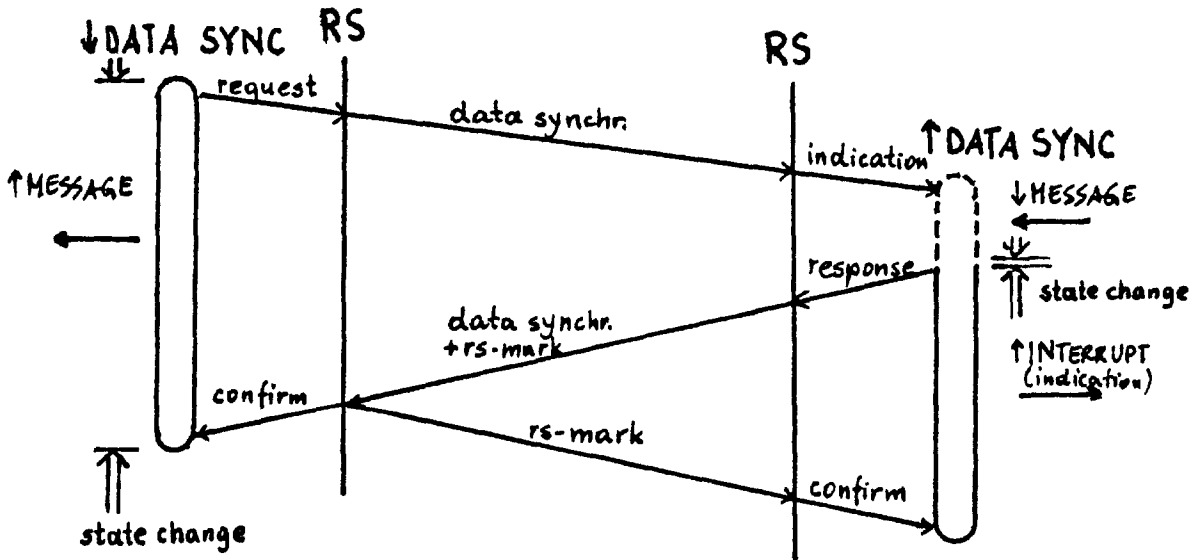 RS
↓DATA SYNC
RS
request
data synchr.
↑DATA SYNC
indication
↑MESSAGE
↓MESSAGE
response
state change
data synchr.
+rs-mark
↑INTERRUPT
(indication)
confirm
rs-mark
confirm
state change